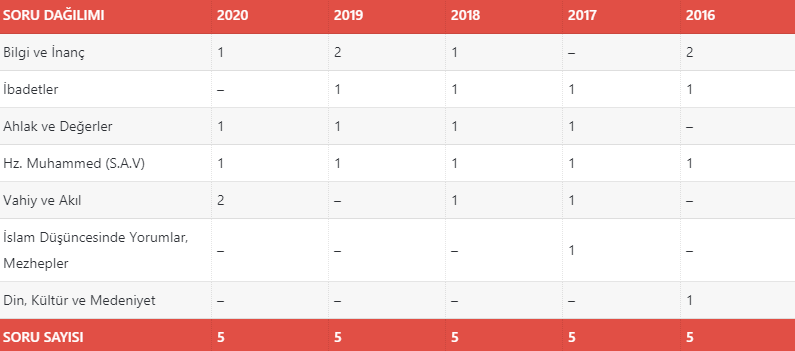 SORU DAĞILIMI 2020 2019 2018 2017 2016
Bilgi ve İnanç 1 2 1 – 2
İbadetler – 1 1 1 1
Ahlak ve Değerler 1 1 1 1 –
Hz. Muhammed (S.A.V) 1 1 1 1 1
Vahiy ve Akıl 2 – 1 1 –
İslam Düşüncesinde Yorumlar,
Mezhepler – – – 1 –
Din, Kültür ve Medeniyet – – – – 1
SORU SAYISI 5 5 5 5 5